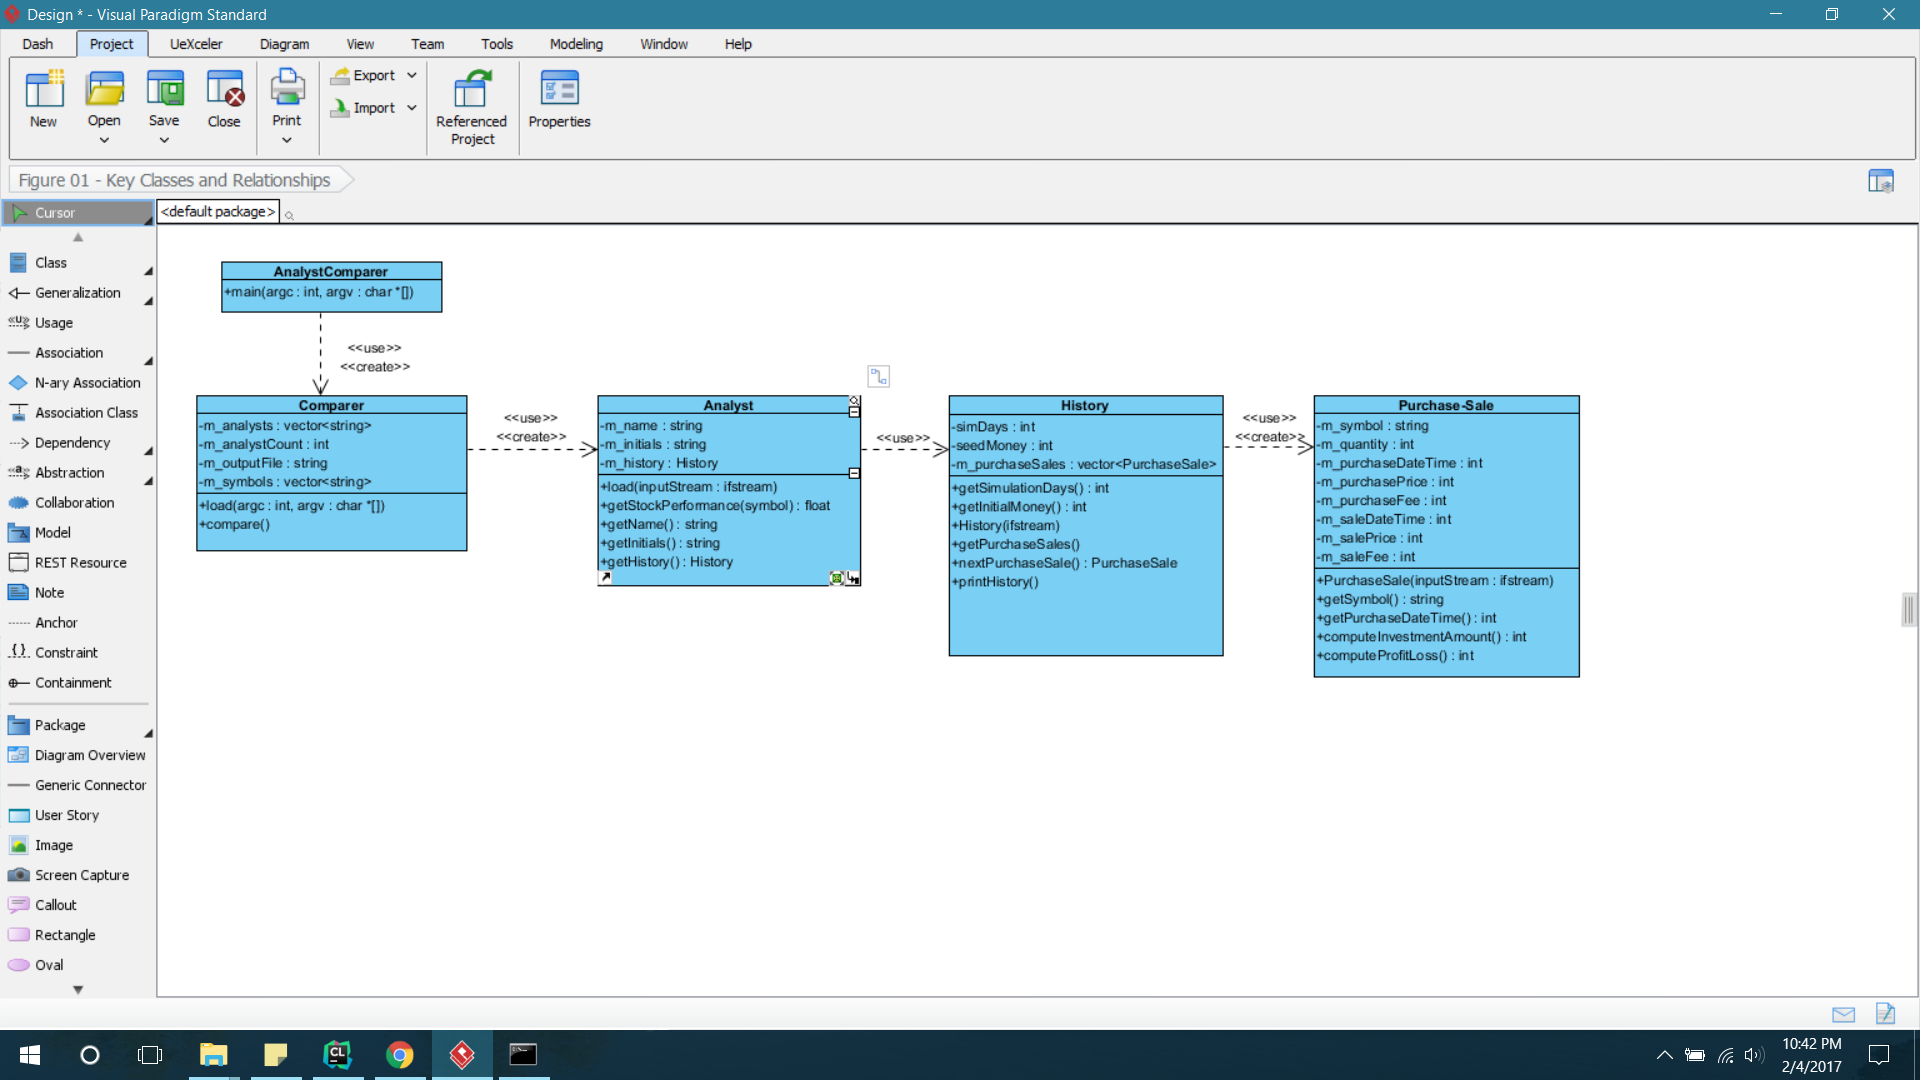 Design * - Visual Paradigm Standard
Dash Project UeXceler Diagram View Team Tools Modeling Window Help
New
Open
Save
Close
Print
Export
Import
Referenced
Project
Properties
Figure 01 - Key Classes and Relationships
Cursor
Class
Generalization
Usage
Association
N-ary Association
Association Class
Dependency
Abstraction
Collaboration
Model
REST Resource
Note
Anchor
Constraint
Containment
Package
Diagram Overview
Generic Connector
User Story
Image
Screen Capture
Callout
Rectangle
Oval
<default package>
AnalystComparer
+main(argc : int, argv : char *[])
<<use>>
<<create>>
Comparer
-m_analysts : vector<string>
-m_analystCount : int
-m_outputFile : string
-m_symbols : vector<string>
+load(argc : int, argv : char *[])
+compare()
<<use>>
<<create>>
Analyst
-m_name : string
-m_initials : string
-m_history : History
+load(inputStream : ifstream)
+getStockPerformance(symbol) : float
+getName() : string
+getInitials() : string
+getHistory() : History
<<use>>
History
-simDays : int
-seedMoney : int
-m_purchaseSales : vector<PurchaseSale>
+getSimulationDays() : int
+getInitialMoney() : int
+History(ifstream)
+getPurchaseSales()
+nextPurchaseSale() : PurchaseSale
+printHistory()
<<use>>
<<create>>
Purchase-Sale
-m_symbol : string
-m_quantity : int
-m_purchaseDateTime : int
-m_purchasePrice : int
-m_purchaseFee : int
-m_saleDateTime : int
-m_salePrice : int
-m_saleFee : int
+PurchaseSale(inputStream : ifstream)
+getSymbol() : string
+getPurchaseDateTime() : int
+computeInvestmentAmount() : int
+computeProfitLoss() : int
CL
10:42 PM
2/4/2017